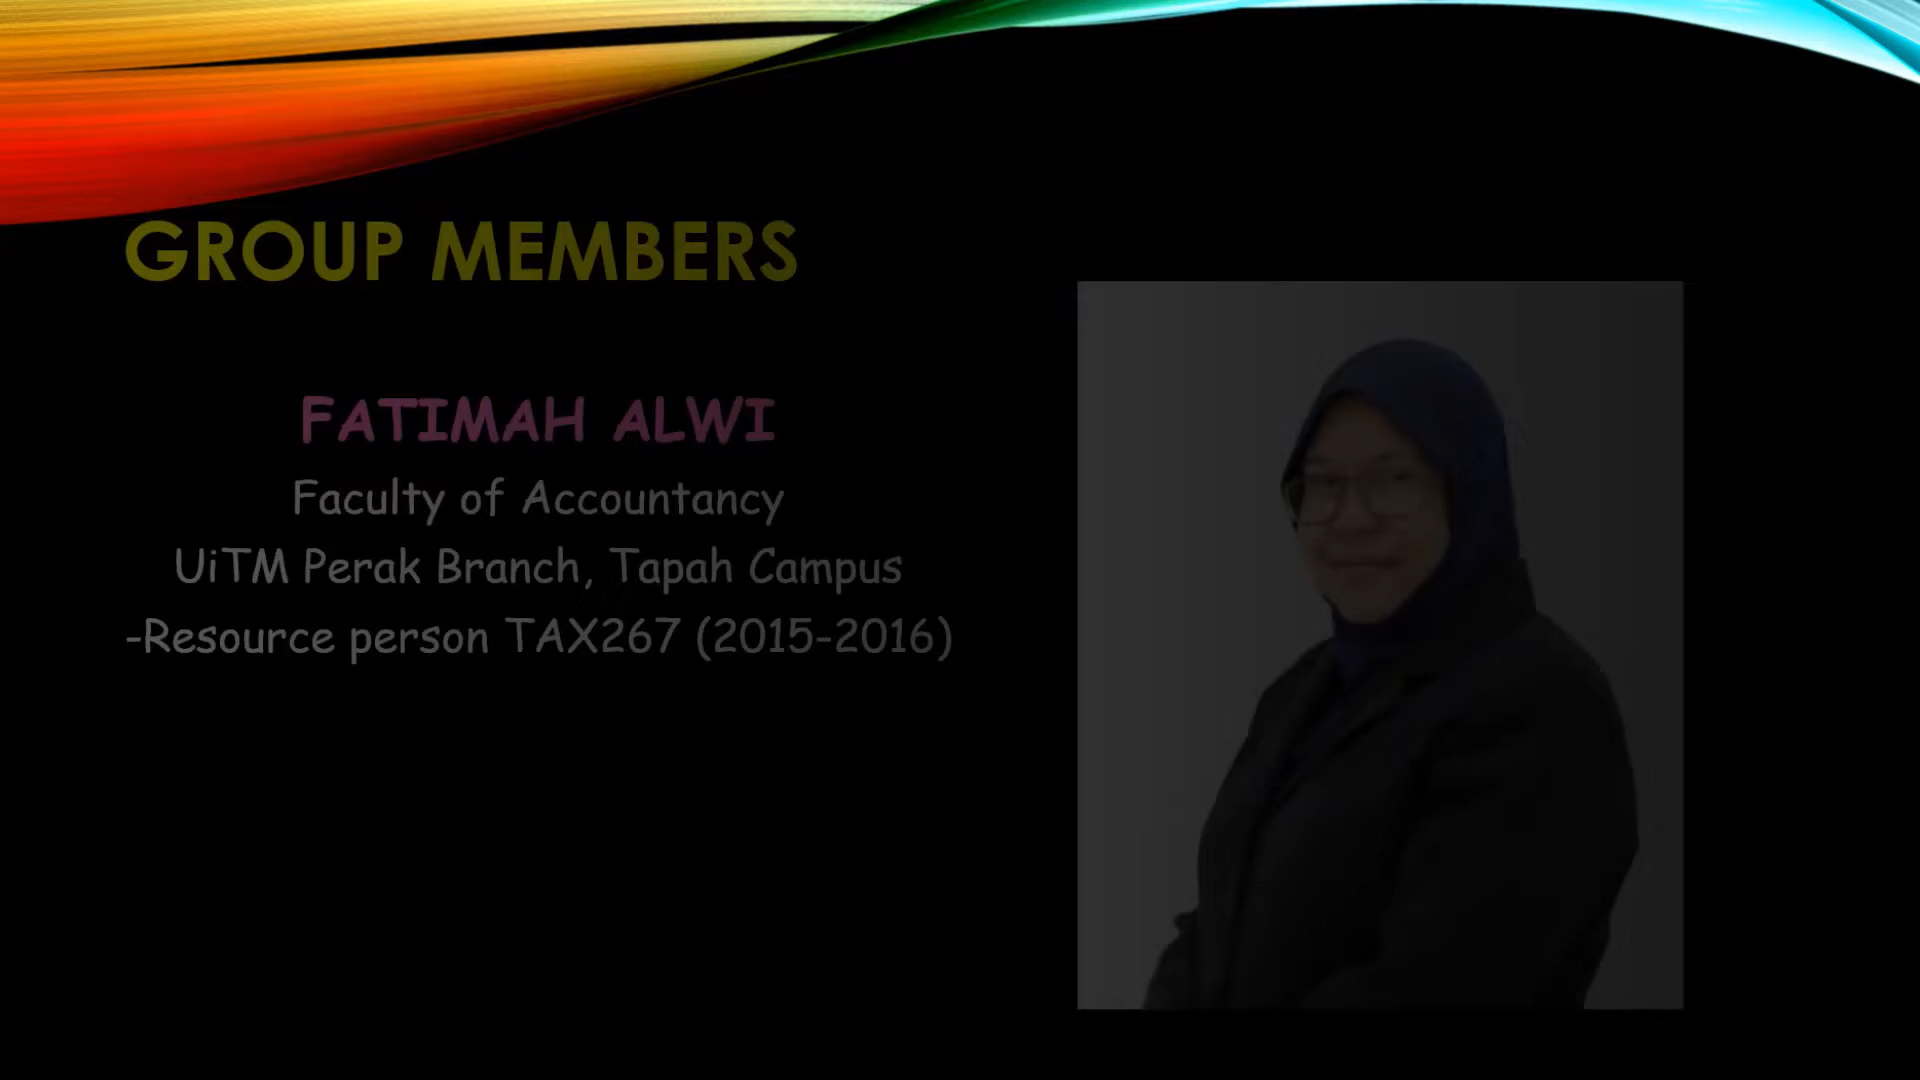 GROUP MEMBERS
FATIMAH ALWI
Faculty of Accountancy
UiTM Perak Branch, Tapah Campus
-Resource person TAX267 (2015-2016)